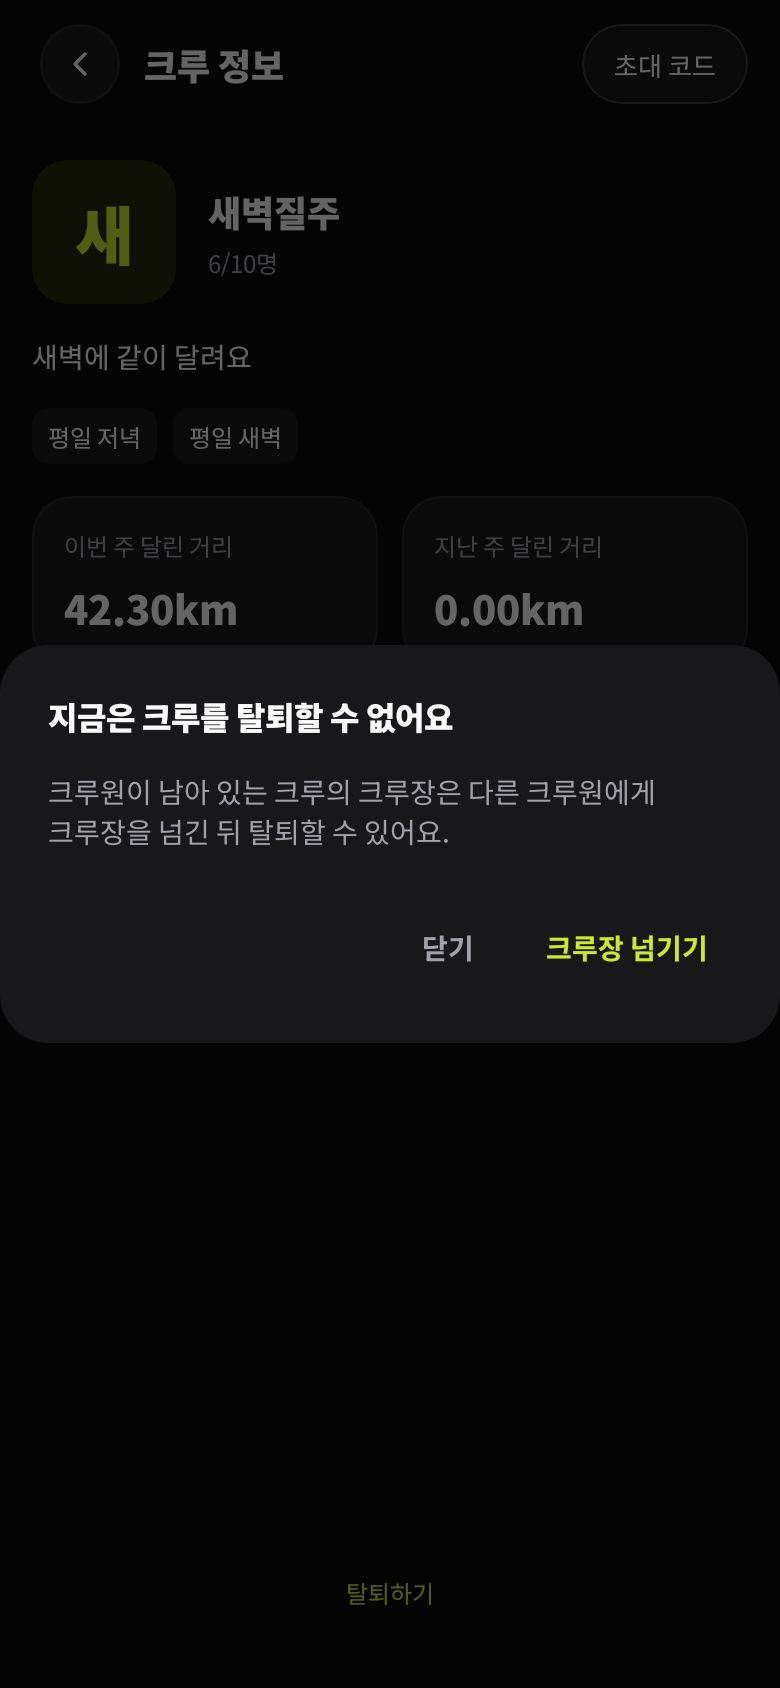 크루 정보
초대 코드
새
새벽질주
6/10명
새벽에 같이 달려요
평일 저녁
평일 새벽
이번 주 달린 거리
지난 주 달린 거리
42.30km
0.00km
지금은 크루를 탈퇴할 수 없어요
크루원이 남아 있는 크루의 크루장은 다른 크루원에게
크루장을 넘긴 뒤 탈퇴할 수 있어요.
닫기
크루장 넘기기
탈퇴하기